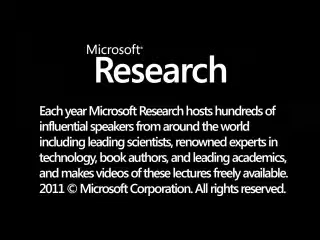 Microsoft®
Research
Each year Microsoft Research hosts hundreds of
influential speakers from around the world
including leading scientists, renowned experts in
technology, book authors, and leading academics,
and makes videos of these lectures freely available.
2011 © Microsoft Corporation. All rights reserved.